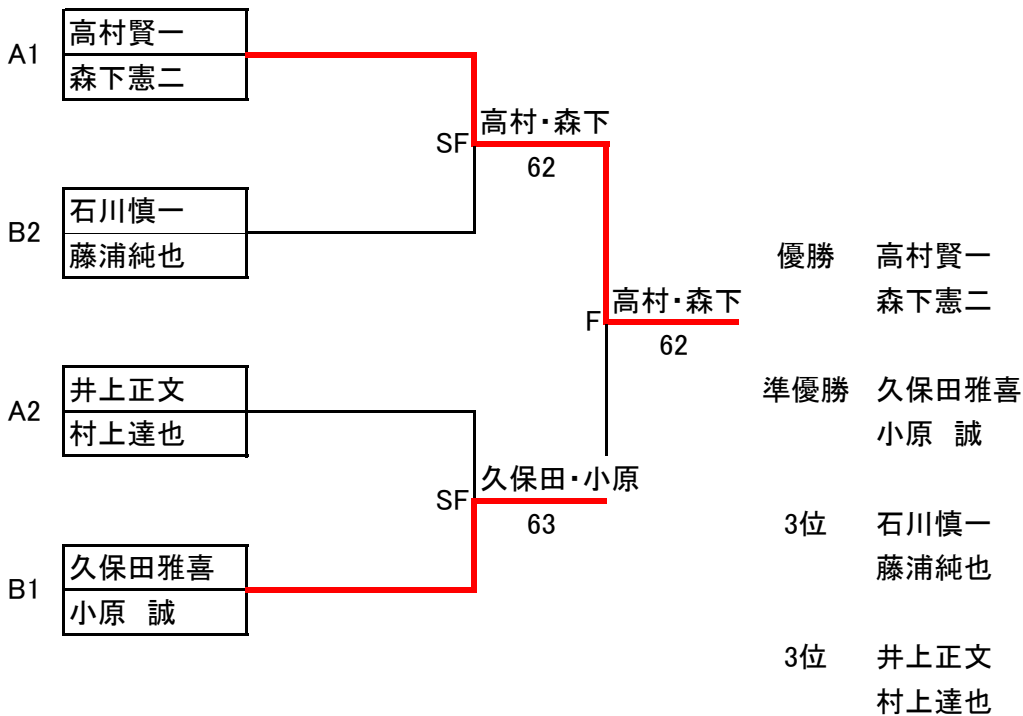 A1
高村賢一
森下憲二
SF
高村・森下
62
B2
石川慎一
藤浦純也
F
高村・森下
62
A2
井上正文
村上達也
SF
久保田・小原
63
B1
久保田雅喜
小原　誠
優勝　高村賢一
森下憲二
準優勝　久保田雅喜
小原　誠
3位　石川慎一
藤浦純也
3位　井上正文
村上達也